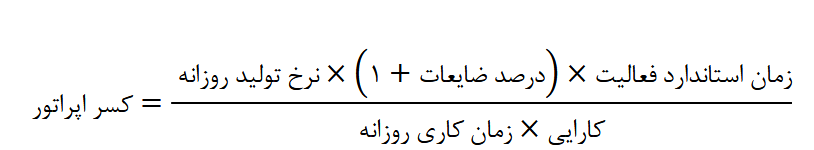 نرخ تولید روزانه × (۱ + درصد ضایعات) × زمان استاندارد فعالیت
کسر اپراتور =
زمان کاری روزانه × کارایی